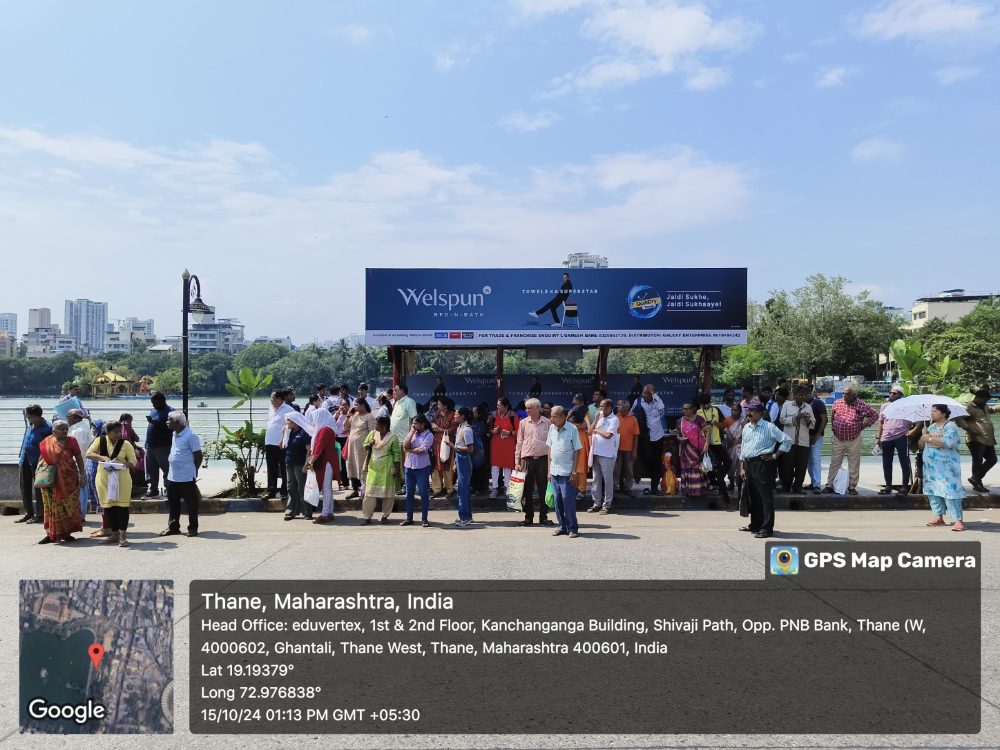 Welspun
BED-N-BATH
TOWELS KA SUPERSTAR
QuikDry
Towel
Jaldi Sukhe,
Jaldi Sukhaaye!
Available at all leading lifestyle stores
METRO
FOR TRADE & FRANCHISE ENQUIRY GANESH BANE 9320553739. DISTRIBUTOR: GALAXY ENTERPRISE 9619484342
Welspun
TOWELS KA SUPERSTAR
Welspun
TOWELS KA SUPERSTAR
Welspun
TOWELS KA SUPERSTAR
Jaldi Sukhe,
GPS Map Camera
Thane, Maharashtra, India
Head Office: eduvertex, 1st & 2nd Floor, Kanchanganga Building, Shivaji Path, Opp. PNB Bank, Thane (W,
4000602, Ghantali, Thane West, Thane, Maharashtra 400601, India
Lat 19.19379°
Long 72.976838°
15/10/24 01:13 PM GMT +05:30
Google